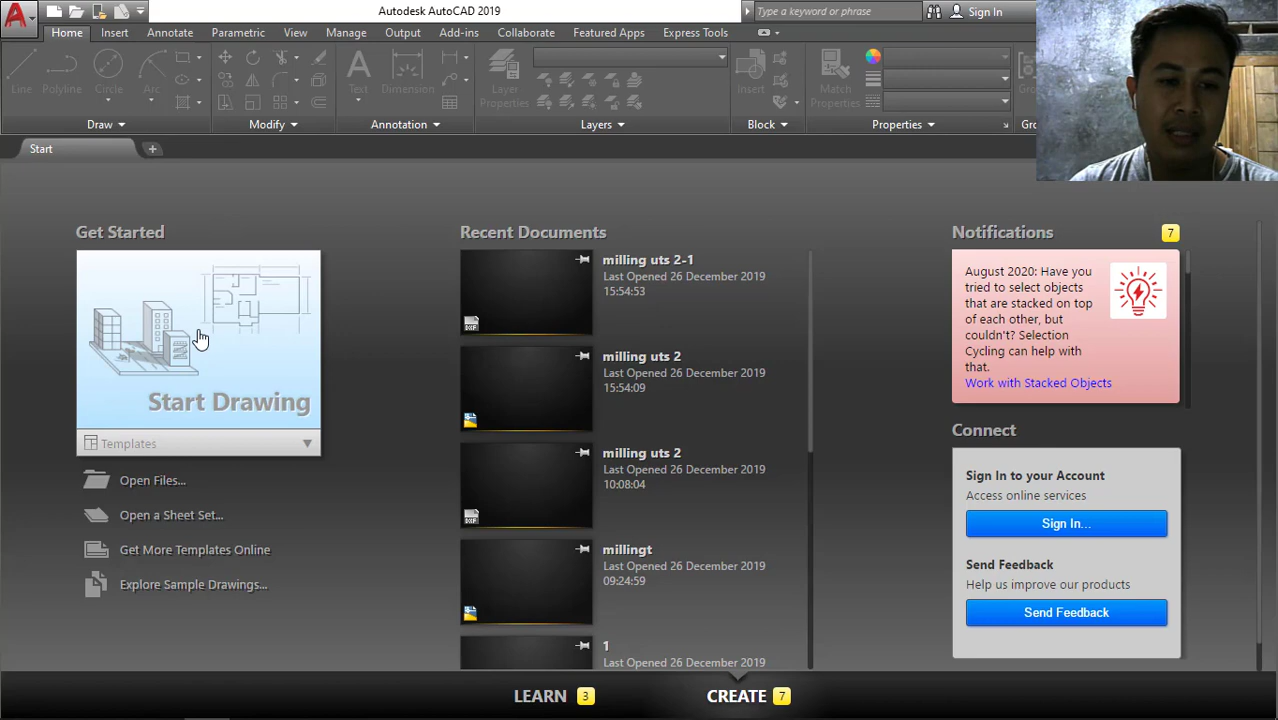 Autodesk AutoCAD 2019
Type a keyword or phrase
Sign In
Home
Insert
Annotate
Parametric
View
Manage
Output
Add-ins
Collaborate
Featured Apps
Express Tools
Line
Polyline
Circle
Arc
Text
Dimension
Layer
Properties
Insert
Match
Properties
Draw
Modify
Annotation
Layers
Block
Properties
Start
Get Started
Start Drawing
Templates
Open Files...
Open a Sheet Set...
Get More Templates Online
Explore Sample Drawings...
Recent Documents
milling uts 2-1
Last Opened 26 December 2019
15:54:53
DXF
milling uts 2
Last Opened 26 December 2019
15:54:09
milling uts 2
Last Opened 26 December 2019
10:08:04
DXF
millingt
Last Opened 26 December 2019
09:24:59
1
Last Opened 26 December 2019
Notifications
7
August 2020: Have you
tried to select objects
that are stacked on top
of each other, but
couldn't? Selection
Cycling can help with
that.
Work with Stacked Objects
Connect
Sign In to your Account
Access online services
Sign In...
Send Feedback
Help us improve our products
Send Feedback
LEARN 3
CREATE 7